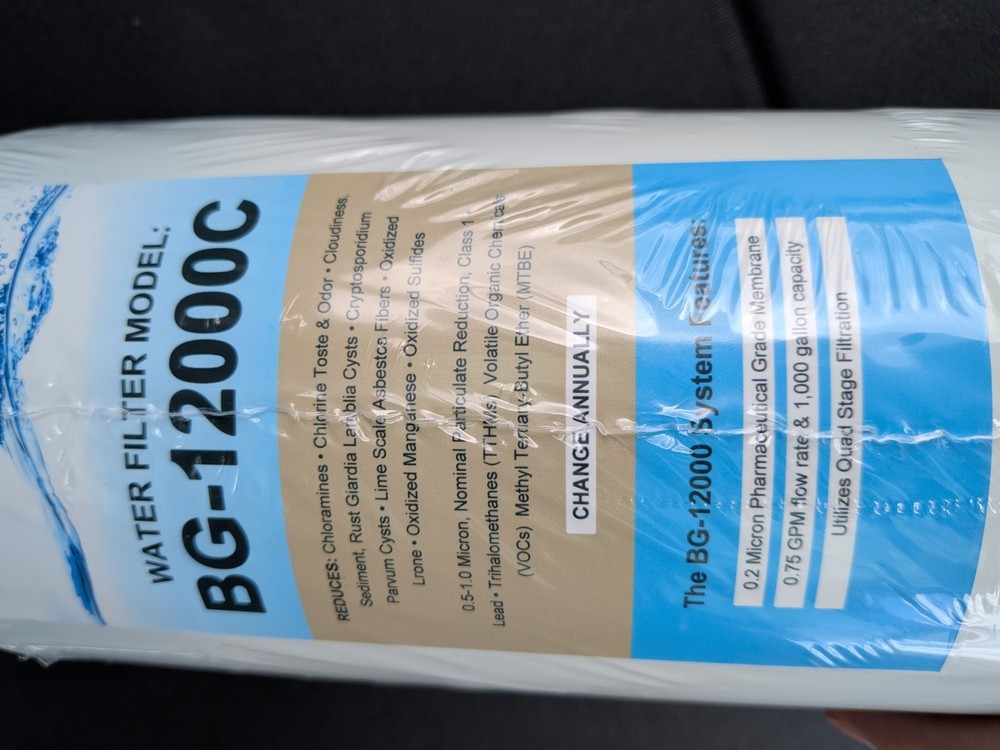 WATER FILTER MODEL:
BG-12000C
REDUCES: Chloramines • Chlorine Toste & Odor • Cloudiness,
Sediment, Rust Giardia Lamblia Cysts • Cryptosporidium
Parvum Cysts • Lime Scale Asbestos Fibers • Oxidized
Lrone • Oxidized Manganese • Oxidizad Sulfides
0.5-1.0 Micron, Nominal Particulate Reduction, Class 1
Lead • Trihalomethanes (TTHMs) Volatile Organic Chemicals
(VOCs) Methyl Tertiary-Butyl Ether (MTBE)
CHANGE ANNUALLY
The BG-12000 System Features:
0.2 Micron Pharmaceutical Grade Membrane
0.75 GPM flow rate & 1,000 gallon capacity
Utilizes Quad Stage Filtration